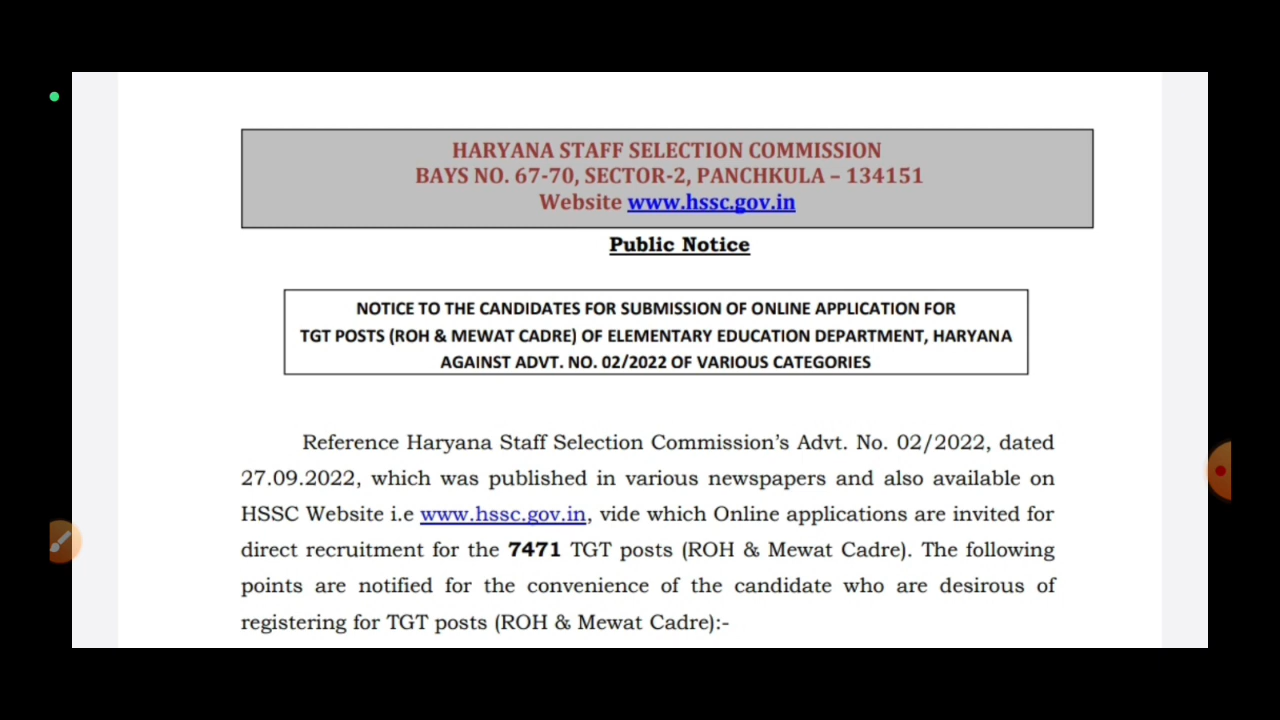 HARYANA STAFF SELECTION COMMISSION
BAYS NO. 67-70, SECTOR-2, PANCHKULA – 134151
Website www.hssc.gov.in
Public Notice
NOTICE TO THE CANDIDATES FOR SUBMISSION OF ONLINE APPLICATION FOR
TGT POSTS (ROH & MEWAT CADRE) OF ELEMENTARY EDUCATION DEPARTMENT, HARYANA
AGAINST ADVT. NO. 02/2022 OF VARIOUS CATEGORIES
Reference Haryana Staff Selection Commission’s Advt. No. 02/2022, dated
27.09.2022, which was published in various newspapers and also available on
HSSC Website i.e www.hssc.gov.in, vide which Online applications are invited for
direct recruitment for the 7471 TGT posts (ROH & Mewat Cadre). The following
points are notified for the convenience of the candidate who are desirous of
registering for TGT posts (ROH & Mewat Cadre):-